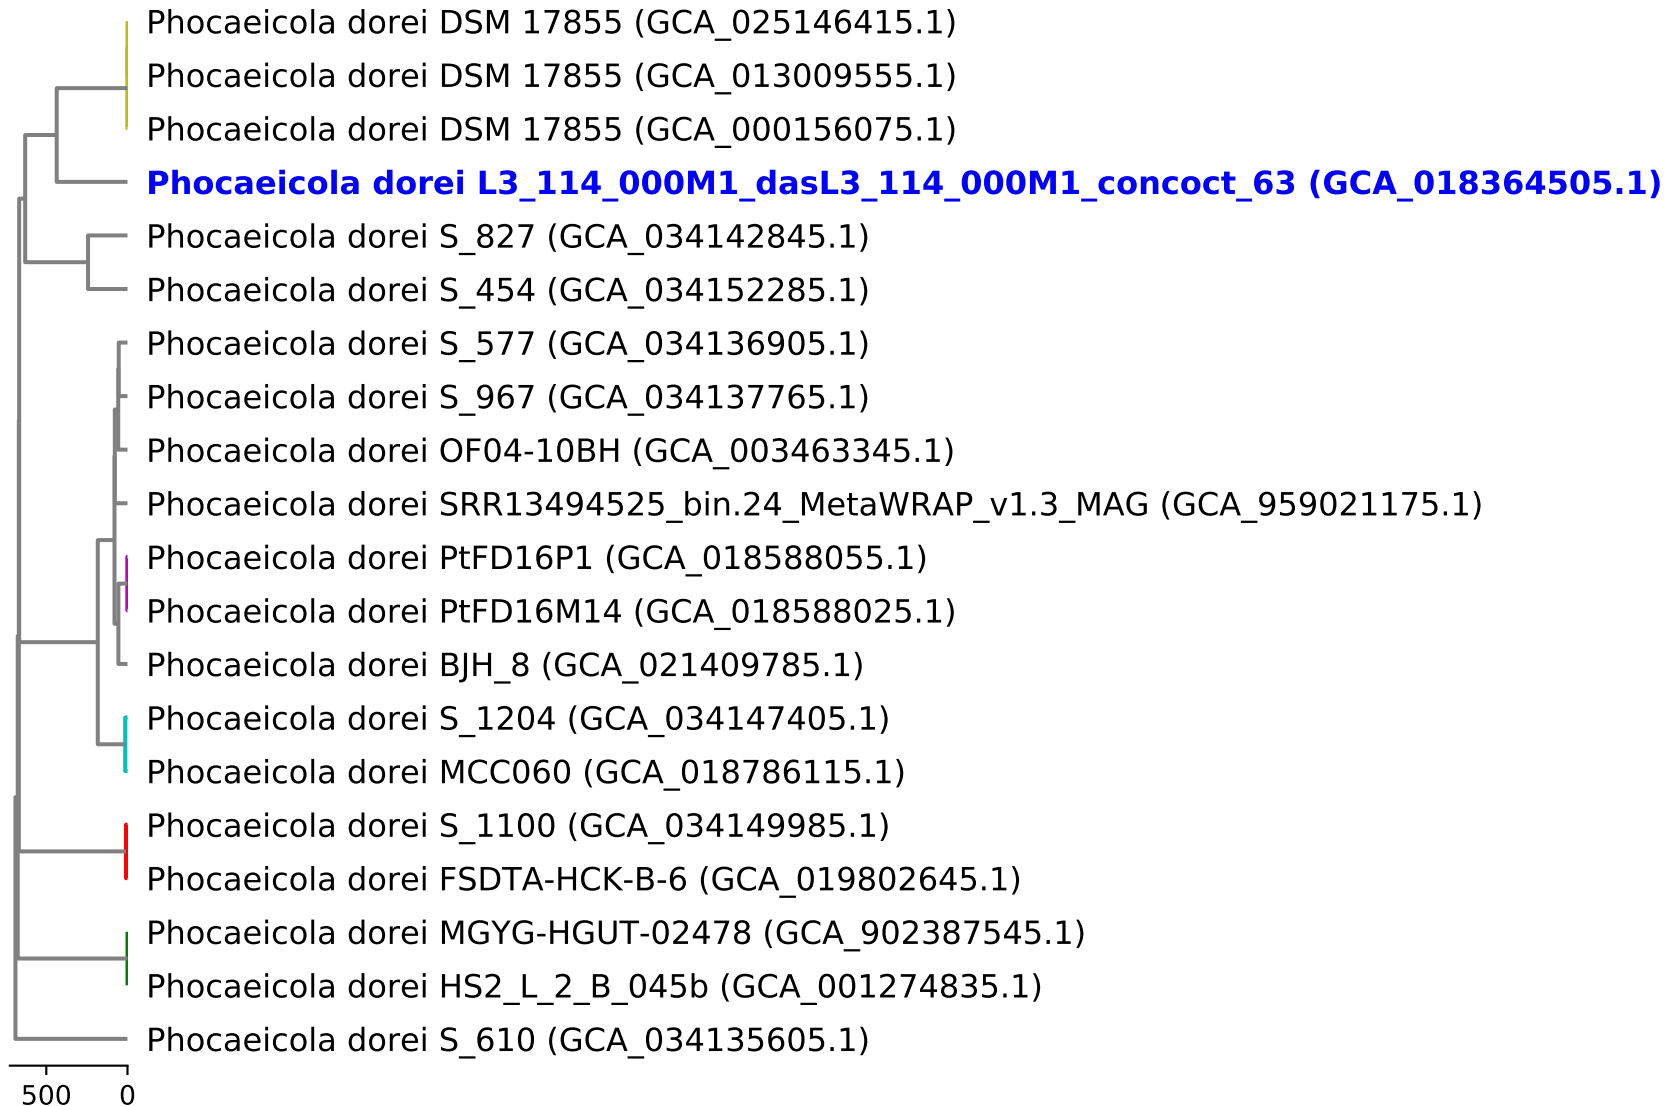 Phocaeicola dorei DSM 17855 (GCA_025146415.1)
Phocaeicola dorei DSM 17855 (GCA_013009555.1)
Phocaeicola dorei DSM 17855 (GCA_000156075.1)
Phocaeicola dorei L3_114_000M1_dasL3_114_000M1_concoct_63 (GCA_018364505.1)
Phocaeicola dorei S_827 (GCA_034142845.1)
Phocaeicola dorei S_454 (GCA_034152285.1)
Phocaeicola dorei S_577 (GCA_034136905.1)
Phocaeicola dorei S_967 (GCA_034137765.1)
Phocaeicola dorei OF04-10BH (GCA_003463345.1)
Phocaeicola dorei SRR13494525_bin.24_MetaWRAP_v1.3_MAG (GCA_959021175.1)
Phocaeicola dorei PtFD16P1 (GCA_018588055.1)
Phocaeicola dorei PtFD16M14 (GCA_018588025.1)
Phocaeicola dorei BJH_8 (GCA_021409785.1)
Phocaeicola dorei S_1204 (GCA_034147405.1)
Phocaeicola dorei MCC060 (GCA_018786115.1)
Phocaeicola dorei S_1100 (GCA_034149985.1)
Phocaeicola dorei FSDTA-HCK-B-6 (GCA_019802645.1)
Phocaeicola dorei MGYG-HGUT-02478 (GCA_902387545.1)
Phocaeicola dorei HS2_L_2_B_045b (GCA_001274835.1)
Phocaeicola dorei S_610 (GCA_034135605.1)
500 0